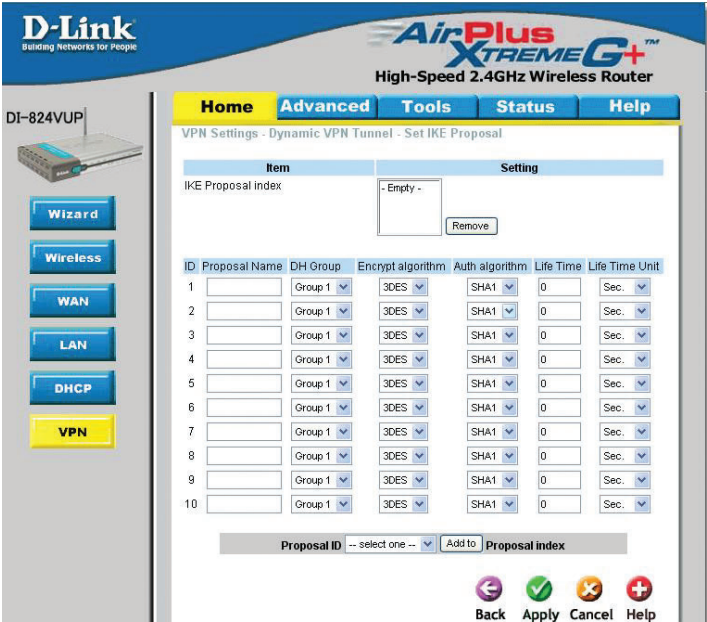 D-Link
Building Networks for People
AirPlus
XTREME G+™
High-Speed 2.4GHz Wireless Router
DI-824VUP
Home Advanced Tools Status Help
VPN Settings - Dynamic VPN Tunnel - Set IKE Proposal
Item Setting
IKE Proposal index
- Empty -
Remove
Wizard
Wireless
WAN
LAN
DHCP
VPN
ID Proposal Name DH Group Encrypt algorithm Auth algorithm Life Time Life Time Unit
1 Group 1 3DES SHA1 0 Sec.
2 Group 1 3DES SHA1 0 Sec.
3 Group 1 3DES SHA1 0 Sec.
4 Group 1 3DES SHA1 0 Sec.
5 Group 1 3DES SHA1 0 Sec.
6 Group 1 3DES SHA1 0 Sec.
7 Group 1 3DES SHA1 0 Sec.
8 Group 1 3DES SHA1 0 Sec.
9 Group 1 3DES SHA1 0 Sec.
10 Group 1 3DES SHA1 0 Sec.
Proposal ID -- select one -- Add to Proposal index
Back Apply Cancel Help